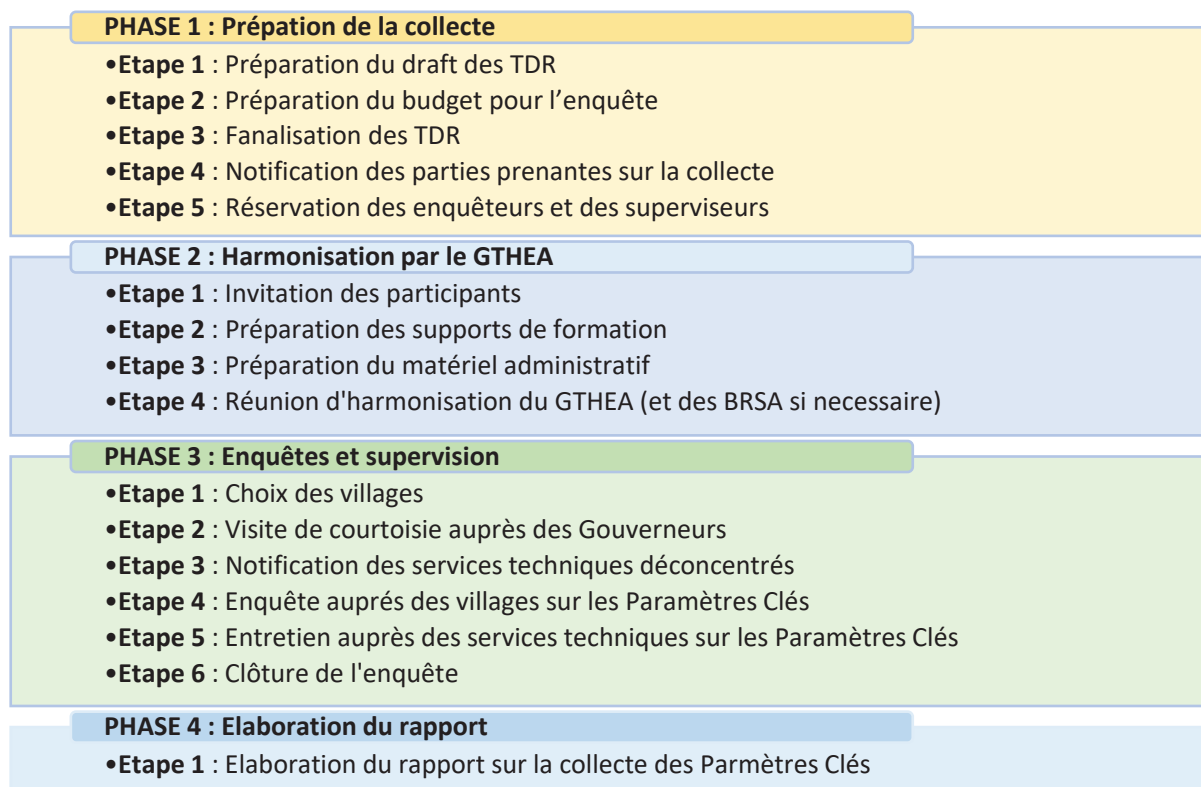 PHASE 1 : Prépation de la collecte
•Etape 1 : Préparation du draft des TDR
•Etape 2 : Préparation du budget pour l’enquête
•Etape 3 : Fanalisation des TDR
•Etape 4 : Notification des parties prenantes sur la collecte
•Etape 5 : Réservation des enquêteurs et des superviseurs
PHASE 2 : Harmonisation par le GTHEA
•Etape 1 : Invitation des participants
•Etape 2 : Préparation des supports de formation
•Etape 3 : Préparation du matériel administratif
•Etape 4 : Réunion d'harmonisation du GTHEA (et des BRSA si necessaire)
PHASE 3 : Enquêtes et supervision
•Etape 1 : Choix des villages
•Etape 2 : Visite de courtoisie auprès des Gouverneurs
•Etape 3 : Notification des services techniques déconcentrés
•Etape 4 : Enquête auprés des villages sur les Paramètres Clés
•Etape 5 : Entretien auprès des services techniques sur les Paramètres Clés
•Etape 6 : Clôture de l'enquête
PHASE 4 : Elaboration du rapport
•Etape 1 : Elaboration du rapport sur la collecte des Parmètres Clés